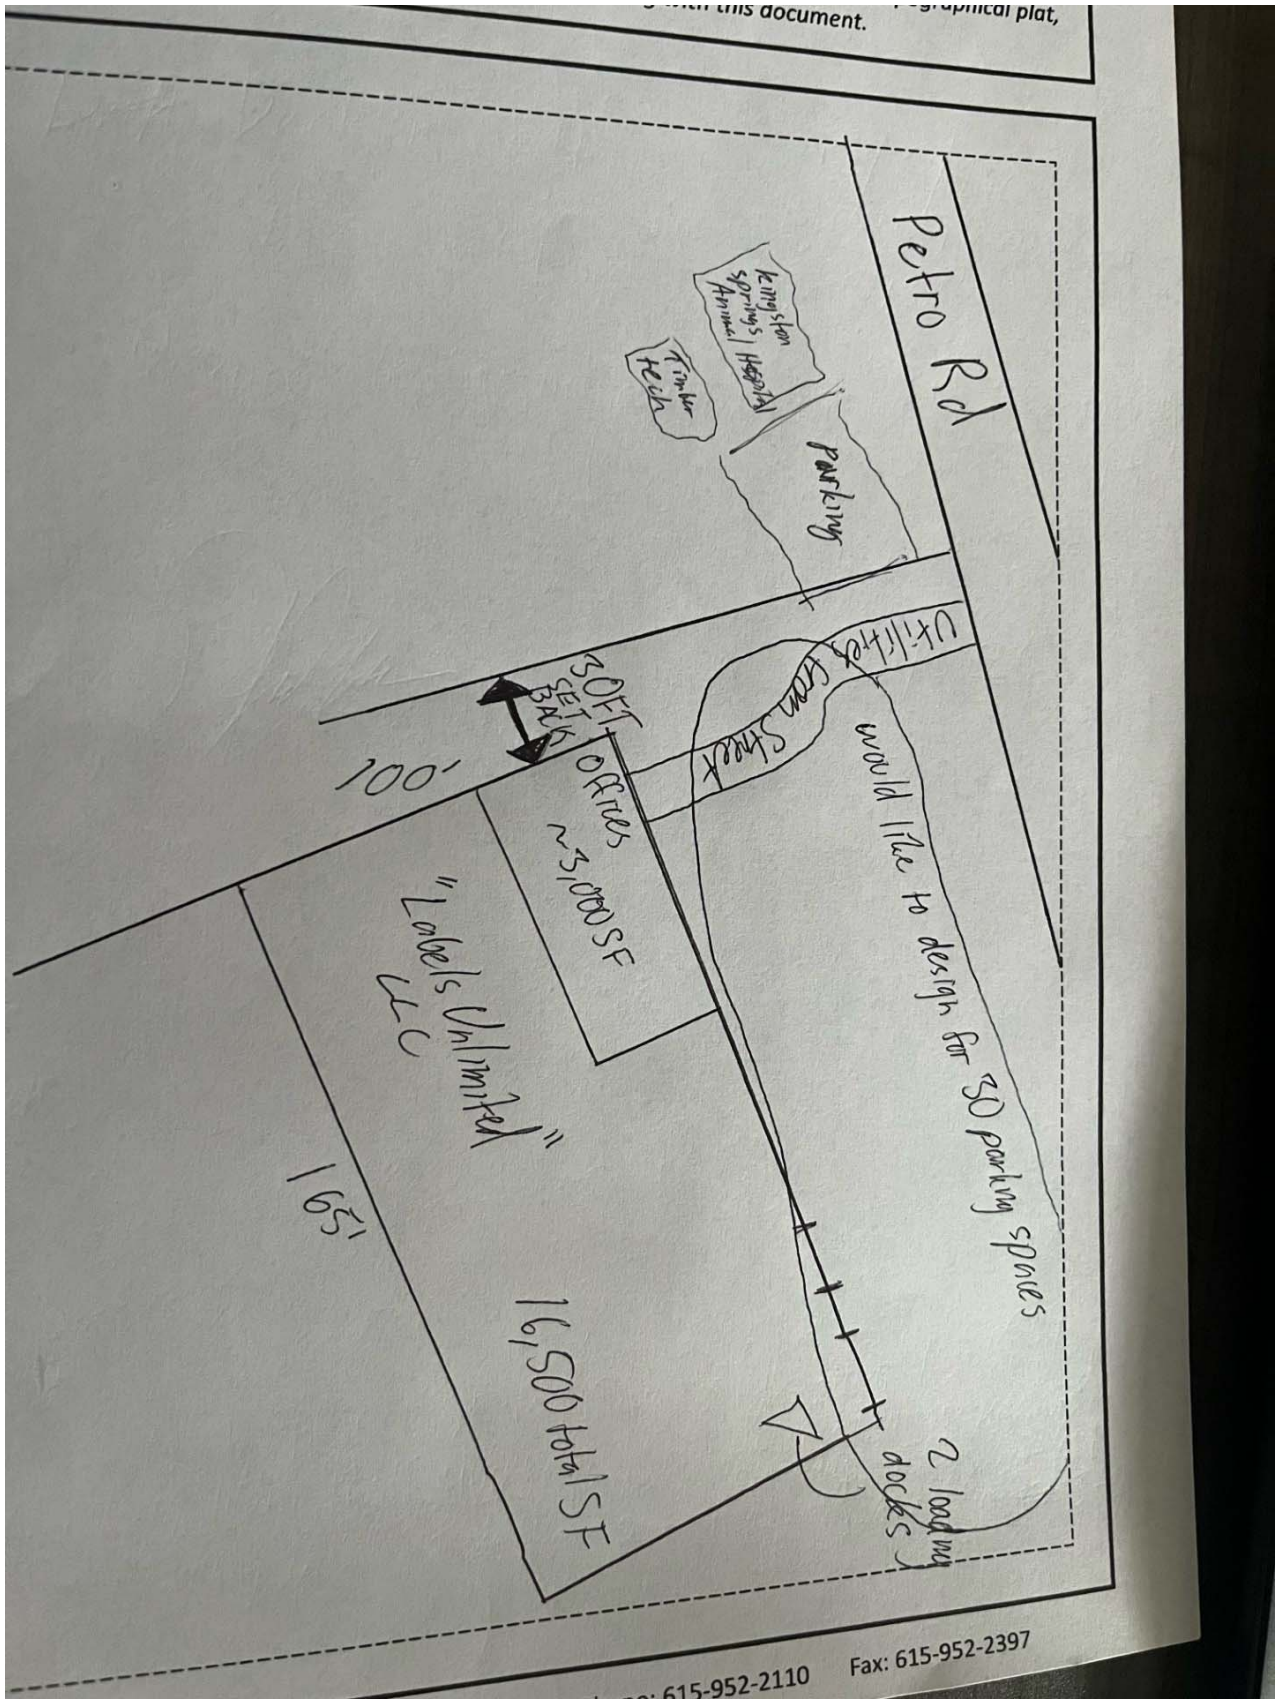 with this document.
graphical plat,
Petro Rd
Kingston
springs
Animal Hospital
Timber
tech
parking
Utilities from Street
30FT
SET
BACK
100'
Offices
~3,000SF
would like to design for 30 parking spaces
"Labels Unlimited"
LLC
165'
16,500 total SF
2 loading
docks
615-952-2110
Fax: 615-952-2397